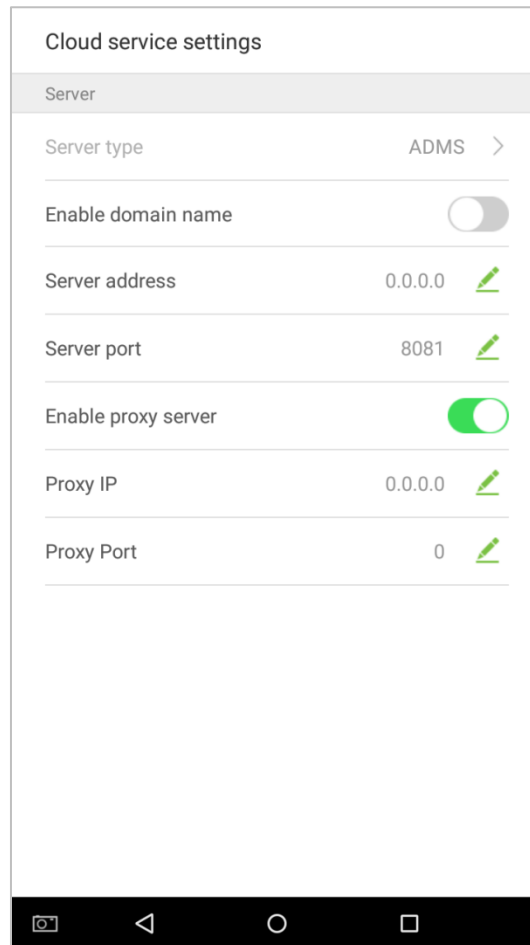 Cloud service settings
Server
Server type ADMS
Enable domain name
Server address 0.0.0.0
Server port 8081
Enable proxy server
Proxy IP 0.0.0.0
Proxy Port 0